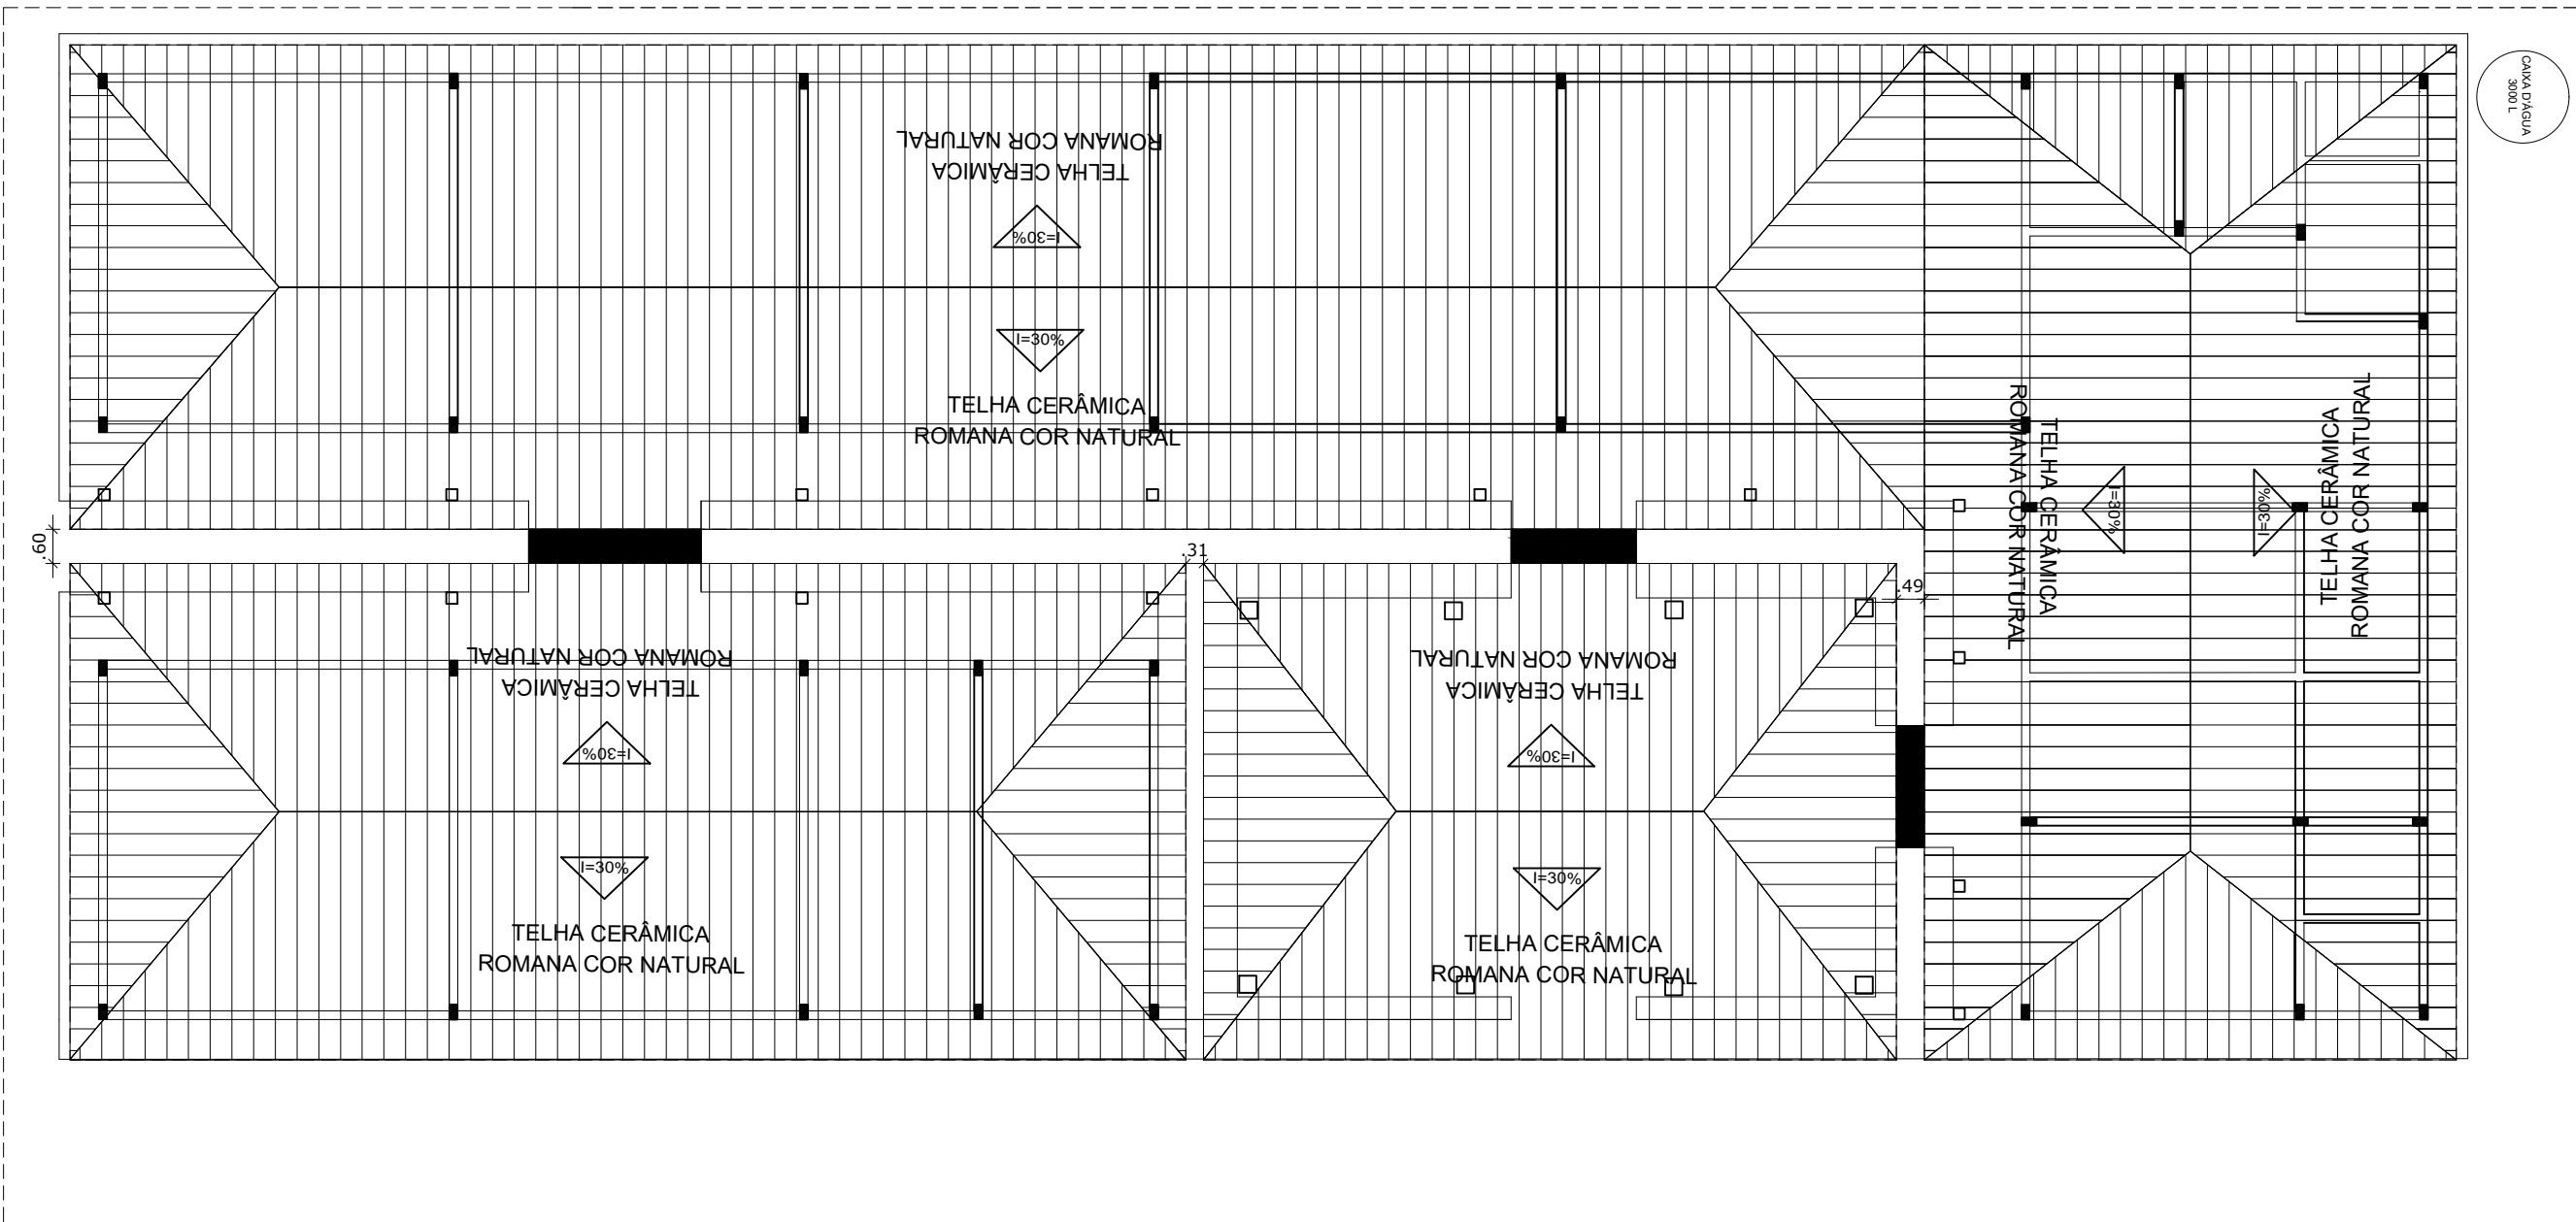 CAIXA D'ÁGUA
3000 L
TELHA CERÂMICA
ROMANA COR NATURAL
I=30%
I=30%
TELHA CERÂMICA
ROMANA COR NATURAL
TELHA CERÂMICA
ROMANA COR NATURAL
I=30%
I=30%
TELHA CERÂMICA
ROMANA COR NATURAL
.60
.31
.49
TELHA CERÂMICA
ROMANA COR NATURAL
I=30%
I=30%
TELHA CERÂMICA
ROMANA COR NATURAL
TELHA CERÂMICA
ROMANA COR NATURAL
I=30%
I=30%
TELHA CERÂMICA
ROMANA COR NATURAL